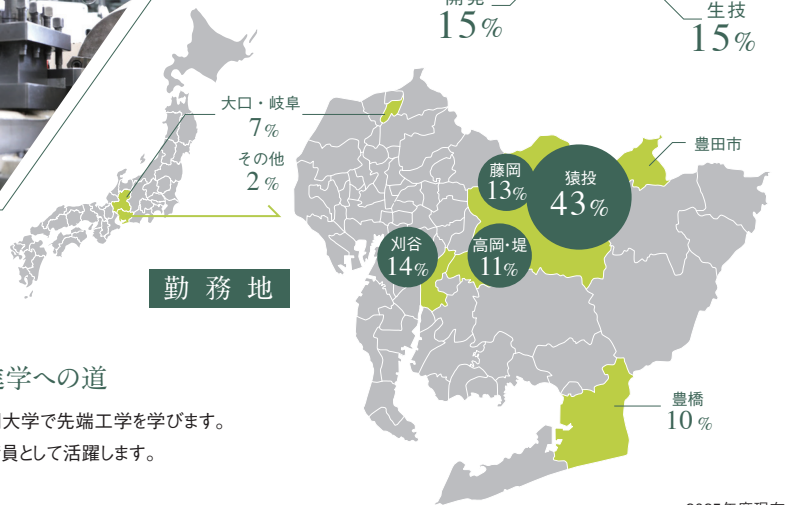 開発
15%
生技
15%
大口・岐阜
7%
その他
2%
豊田市
藤岡
13%
猿投
43%
刈谷
14%
高岡・堤
11%
勤務地
学への道
大学で先端工学を学びます。
員として活躍します。
豊橋
10%